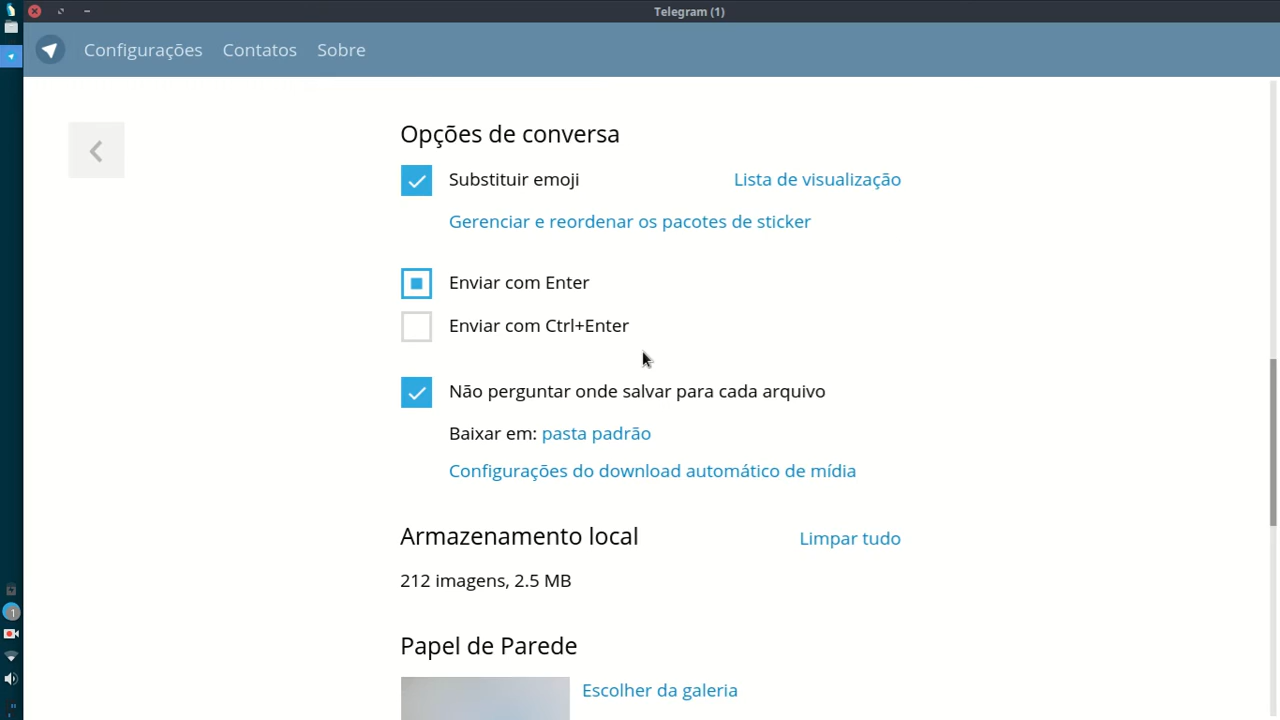 Telegram (1)
Configurações Contatos Sobre
Opções de conversa
Substituir emoji Lista de visualização
Gerenciar e reordenar os pacotes de sticker
Enviar com Enter
Enviar com Ctrl+Enter
Não perguntar onde salvar para cada arquivo
Baixar em: pasta padrão
Configurações do download automático de mídia
Armazenamento local Limpar tudo
212 imagens, 2.5 MB
Papel de Parede
Escolher da galeria